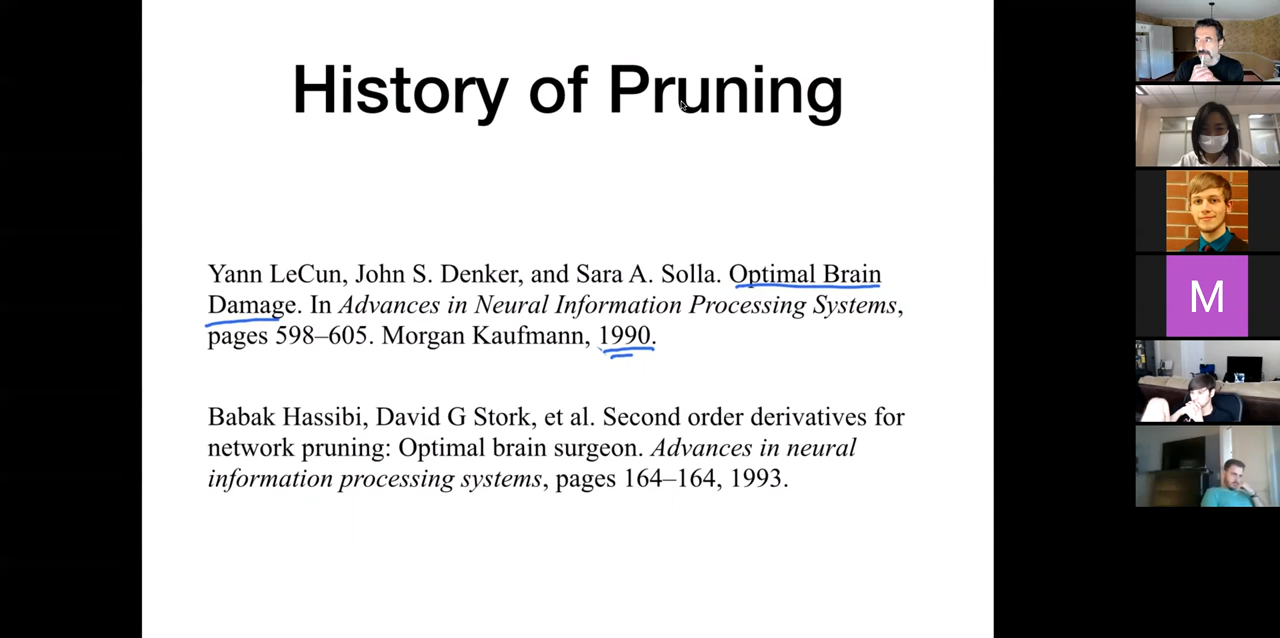 History of Pruning
Yann LeCun, John S. Denker, and Sara A. Solla. Optimal Brain
Damage. In Advances in Neural Information Processing Systems,
pages 598–605. Morgan Kaufmann, 1990.
Babak Hassibi, David G Stork, et al. Second order derivatives for
network pruning: Optimal brain surgeon. Advances in neural
information processing systems, pages 164–164, 1993.
M